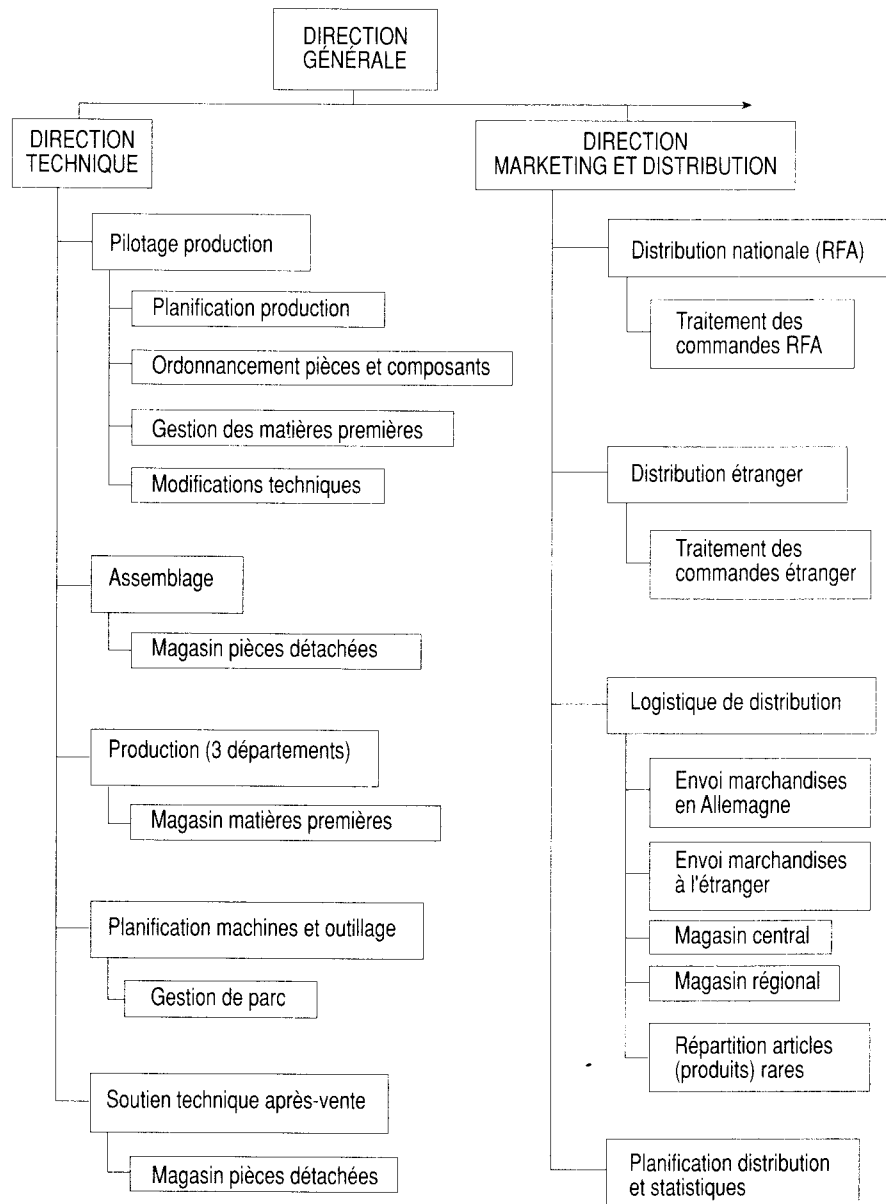 DIRECTION
GÉNÉRALE
DIRECTION
TECHNIQUE
Pilotage production
Planification production
Ordonnancement pièces et composants
Gestion des matières premières
Modifications techniques
Assemblage
Magasin pièces détachées
Production (3 départements)
Magasin matières premières
Planification machines et outillage
Gestion de parc
Soutien technique après-vente
Magasin pièces détachées
DIRECTION
MARKETING ET DISTRIBUTION
Distribution nationale (RFA)
Traitement des
commandes RFA
Distribution étranger
Traitement des
commandes étranger
Logistique de distribution
Envoi marchandises
en Allemagne
Envoi marchandises
à l'étranger
Magasin central
Magasin régional
Répartition articles
(produits) rares
Planification distribution
et statistiques